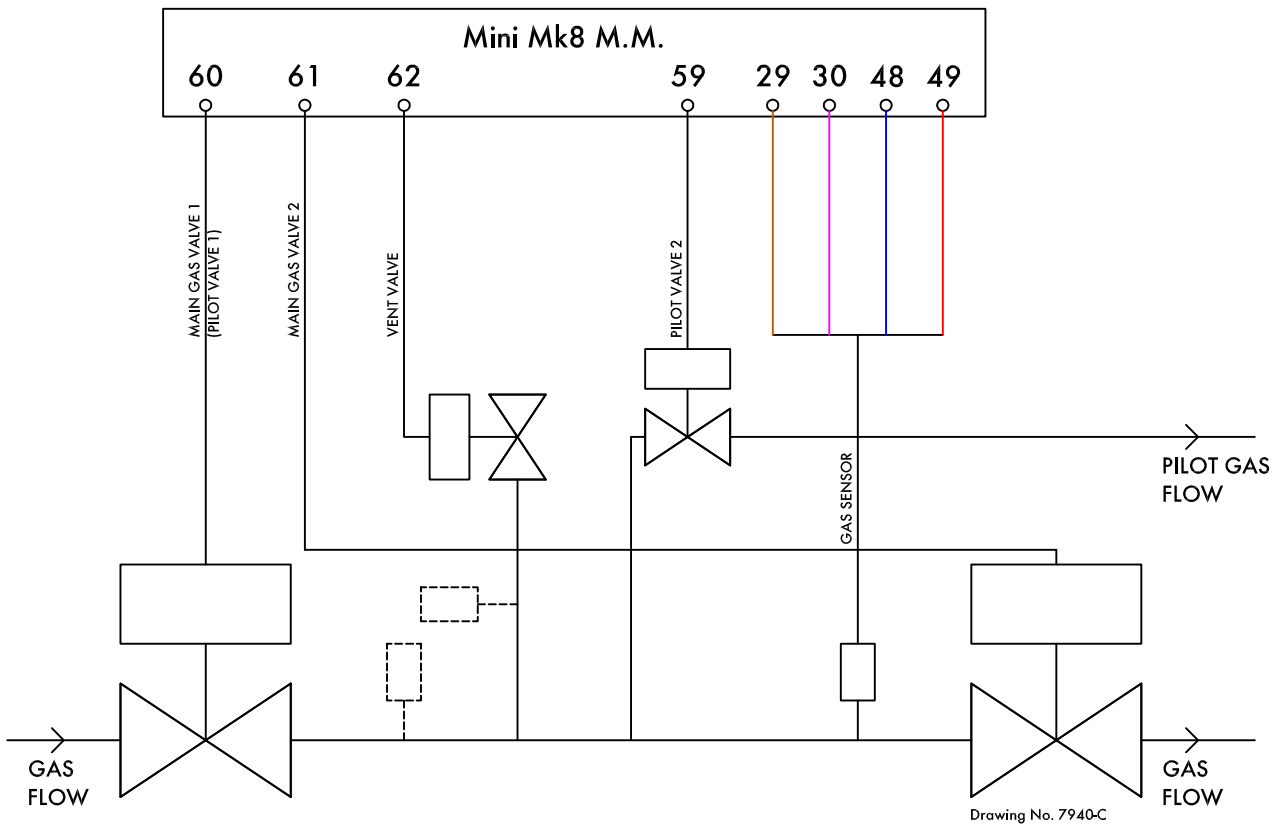 Mini Mk8 M.M.
60 61 62 59 29 30 48 49
MAIN GAS VALVE 1
(PILOT VALVE 1)
MAIN GAS VALVE 2
VENT VALVE
PILOT VALVE 2
GAS SENSOR
PILOT GAS
FLOW
GAS
FLOW
GAS
FLOW
Drawing No. 7940-C